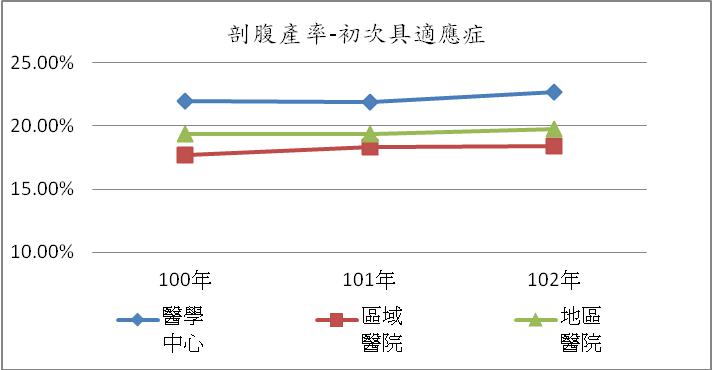 剖腹產率-初次具適應症
25.00%
20.00%
15.00%
10.00%
100年
101年
102年
醫學
中心
區域
醫院
地區
醫院